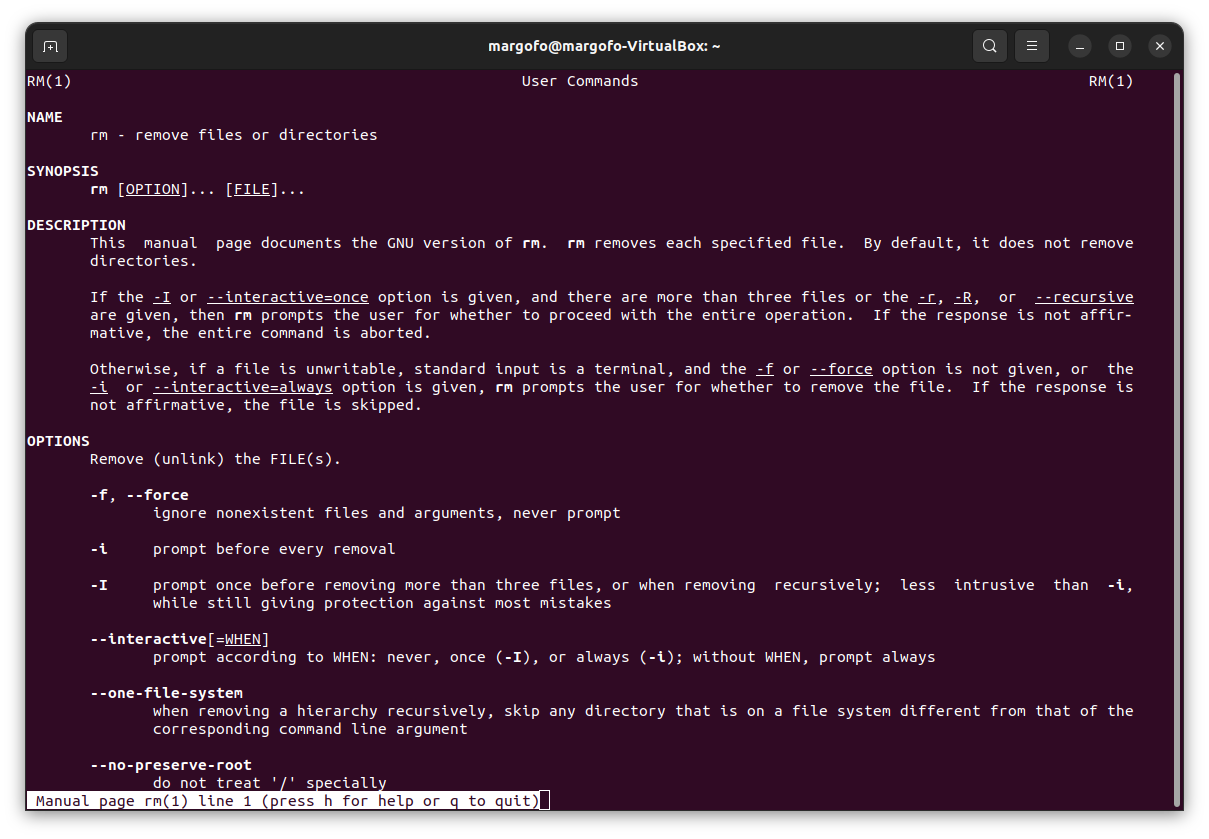 margofo@margofo-VirtualBox: ~
RM(1) User Commands RM(1)
NAME
rm - remove files or directories
SYNOPSIS
rm [OPTION]... [FILE]...
DESCRIPTION
This manual page documents the GNU version of rm. rm removes each specified file. By default, it does not remove
directories.
If the -I or --interactive=once option is given, and there are more than three files or the -r, -R, or --recursive
are given, then rm prompts the user for whether to proceed with the entire operation. If the response is not affir-
mative, the entire command is aborted.
Otherwise, if a file is unwritable, standard input is a terminal, and the -f or --force option is not given, or the
-i or --interactive=always option is given, rm prompts the user for whether to remove the file. If the response is
not affirmative, the file is skipped.
OPTIONS
Remove (unlink) the FILE(s).
-f, --force
ignore nonexistent files and arguments, never prompt
-i prompt before every removal
-I prompt once before removing more than three files, or when removing recursively; less intrusive than -i,
while still giving protection against most mistakes
--interactive[=WHEN]
prompt according to WHEN: never, once (-I), or always (-i); without WHEN, prompt always
--one-file-system
when removing a hierarchy recursively, skip any directory that is on a file system different from that of the
corresponding command line argument
--no-preserve-root
do not treat '/' specially
Manual page rm(1) line 1 (press h for help or q to quit)